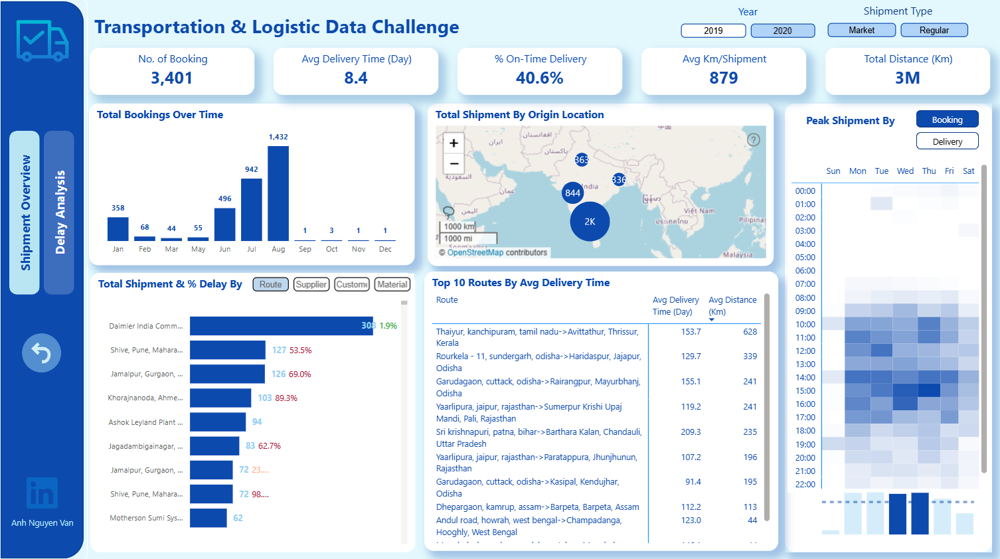 Transportation & Logistic Data Challenge
Year
2019
2020
Shipment Type
Market
Regular
No. of Booking
3,401
Avg Delivery Time (Day)
8.4
% On-Time Delivery
40.6%
Avg Km/Shipment
879
Total Distance (Km)
3M
Shipment Overview
Delay Analysis
in
Anh Nguyen Van
Total Bookings Over Time
358
68
44
55
496
942
1,432
1
3
1
1
Jan
Feb
Mar
May
Jun
Jul
Aug
Sep
Oct
Nov
Dec
Total Shipment By Origin Location
+
−
?
ایران
افغانستان
پاکستان
السعودية
عمان
اليمن
India
Việt Nam
ประเทศไทย
Pilipinas
Malaysia
363
336
844
2K
1000 km
1000 mi
© OpenStreetMap contributors
Peak Shipment By
Booking
Delivery
Sun Mon Tue Wed Thu Fri Sat
00:00
01:00
02:00
03:00
04:00
05:00
06:00
07:00
08:00
09:00
10:00
11:00
12:00
13:00
14:00
15:00
16:00
17:00
18:00
19:00
20:00
21:00
22:00
Total Shipment & % Delay By
Route
Supplier
Custome
Material
Daimler India Comm... 308 1.9%
Shive, Pune, Mahara... 127 53.5%
Jamalpur, Gurgaon, ... 126 69.0%
Khorajnanoda, Ahme... 103 89.3%
Ashok Leyland Plant ... 94
Jagadambigainagar, ... 83 62.7%
Jamalpur, Gurgaon, ... 72 23....
Shive, Pune, Mahara... 72 98....
Motherson Sumi Sys... 62
Top 10 Routes By Avg Delivery Time
Route
Avg Delivery
Time (Day)
Avg Distance
(Km)
Thaiyur, kanchipuram, tamil nadu->Avittathur, Thrissur, 153.7 628
Kerala
Rourkela - 11, sundergarh, odisha->Haridaspur, Jajapur, 129.7 339
Odisha
Garudagaon, cuttack, odisha->Rairangpur, Mayurbhanj, 155.1 241
Odisha
Yaarlipura, jaipur, rajasthan->Sumerpur Krishi Upaj 119.2 241
Mandi, Pali, Rajasthan
Sri krishnapuri, patna, bihar->Barthara Kalan, Chandauli, 209.3 235
Uttar Pradesh
Yaarlipura, jaipur, rajasthan->Paratappura, Jhunjhunun, 107.2 196
Rajasthan
Garudagaon, cuttack, odisha->Kasipal, Kendujhar, 91.4 195
Odisha
Dhepargaon, kamrup, assam->Barpeta, Barpeta, Assam 112.2 113
Andul road, howrah, west bengal->Champadanga, 123.0 44
Hooghly, West Bengal